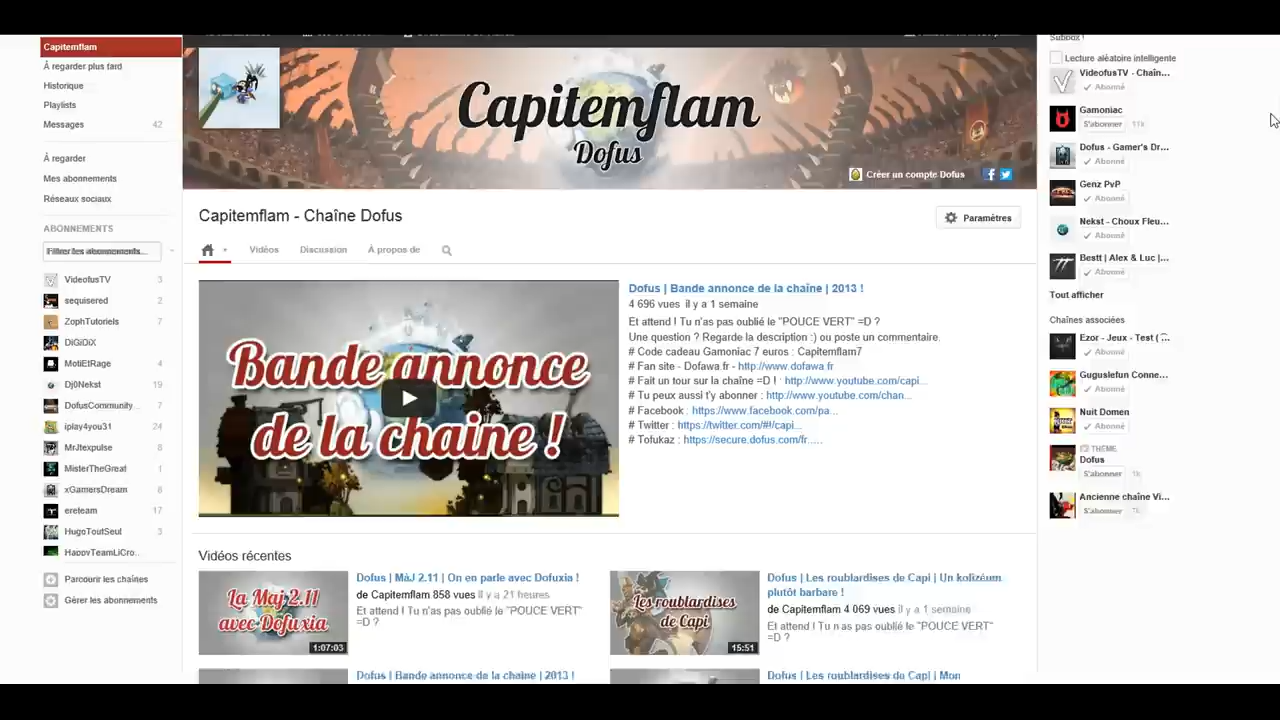 Capitemflam
À regarder plus tard
Historique
Playlists
Messages 42
À regarder
Mes abonnements
Réseaux sociaux
ABONNEMENTS
Filtrer les abonnements...
VideofusTV 3
sequisered 2
ZophTutoriels 7
DiGiDiX
MotiEtRage 4
Dj0Nekst 19
DofusCommunity... 7
iplay4you31 24
MrJtexpulse 8
MisterTheGreat 1
xGamersDream 6
ereteam 17
HugoToutSeul 3
HappyTeamLiCro..
Parcourir les chaînes
Gérer les abonnements
Capitemflam
Dofus
Créer un compte Dofus
Capitemflam - Chaîne Dofus
Paramètres
Vidéos Discussion À propos de
Bande annonce
de la chaine !
Dofus | Bande annonce de la chaîne | 2013 !
4 696 vues il y a 1 semaine
Et attend ! Tu n'as pas oublié le "POUCE VERT" =D ?
Une question ? Regarde la description :) ou poste un commentaire.
# Code cadeau Gamoniac 7 euros : Capitemflam7
# Fan site - Dofawa.fr - http://www.dofawa.fr
# Fait un tour sur la chaîne =D ! : http://www.youtube.com/capi...
# Tu peux aussi t'y abonner : http://www.youtube.com/chan...
# Facebook : https://www.facebook.com/pa...
# Twitter : https://twitter.com/#!/capi...
# Tofukaz : https://secure.dofus.com/fr.....
Vidéos récentes
La Maj 2.11
avec Dofuxia
1:07:03
Dofus | MàJ 2.11 | On en parle avec Dofuxia !
de Capitemflam 858 vues il y a 21 heures
Et attend ! Tu n'as pas oublié le "POUCE VERT"
=D ?
Les roublardises
de Capi
15:51
Dofus | Les roublardises de Capi | Un kolizéum
plutôt barbare !
de Capitemflam 4 069 vues il y a 1 semaine
Et attend ! Tu n as pas oublié le "POUCE VERT"
=D ?
Dofus | Bande annonce de la chaîne | 2013 !
Dofus | Les roublardises de Capi | Mon
Subbox !
Lecture aléatoire intelligente
VideofusTV - Chaîn...
Abonné
Gamoniac
S'abonner 11k
Dofus - Gamer's Dr...
Abonné
Genz PvP
Abonné
Nekst - Choux Fleu...
Abonné
Bestt | Alex & Luc |...
Abonné
Tout afficher
Chaînes associées
Ezor - Jeux - Test ( ...
Abonné
Guguslefun Conne...
Abonné
Nuit Domen
Abonné
THÈME
Dofus
S'abonner 1k
Ancienne chaîne Vi...
S'abonner 7k